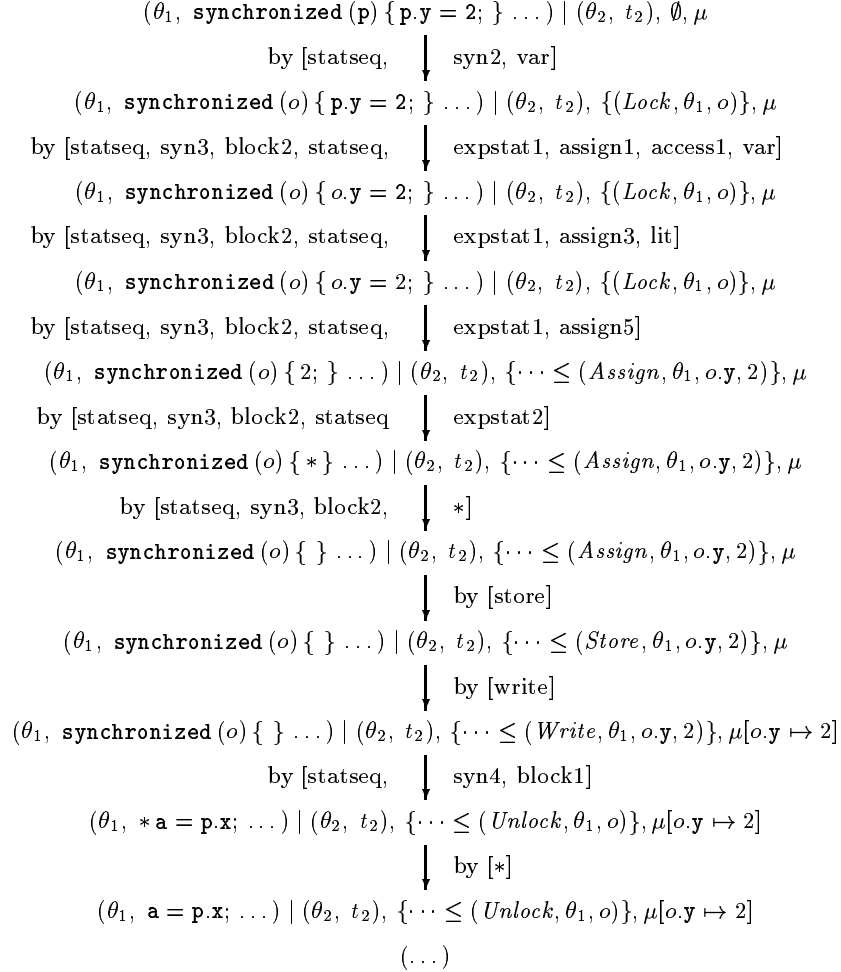 (θ₁, synchronized (p) { p.y = 2; } ...) | (θ₂, t₂), ∅, μ
by [statseq, syn2, var]
(θ₁, synchronized (o) { p.y = 2; } ...) | (θ₂, t₂), {(Lock, θ₁, o)}, μ
by [statseq, syn3, block2, statseq, expstat1, assign1, access1, var]
(θ₁, synchronized (o) { o.y = 2; } ...) | (θ₂, t₂), {(Lock, θ₁, o)}, μ
by [statseq, syn3, block2, statseq, expstat1, assign3, lit]
(θ₁, synchronized (o) { o.y = 2; } ...) | (θ₂, t₂), {(Lock, θ₁, o)}, μ
by [statseq, syn3, block2, statseq, expstat1, assign5]
(θ₁, synchronized (o) { 2; } ...) | (θ₂, t₂), {··· ≤ (Assign, θ₁, o.y, 2)}, μ
by [statseq, syn3, block2, statseq expstat2]
(θ₁, synchronized (o) { * } ...) | (θ₂, t₂), {··· ≤ (Assign, θ₁, o.y, 2)}, μ
by [statseq, syn3, block2, *]
(θ₁, synchronized (o) { } ...) | (θ₂, t₂), {··· ≤ (Assign, θ₁, o.y, 2)}, μ
by [store]
(θ₁, synchronized (o) { } ...) | (θ₂, t₂), {··· ≤ (Store, θ₁, o.y, 2)}, μ
by [write]
(θ₁, synchronized (o) { } ...) | (θ₂, t₂), {··· ≤ (Write, θ₁, o.y, 2)}, μ[o.y ↦ 2]
by [statseq, syn4, block1]
(θ₁, * a = p.x; ...) | (θ₂, t₂), {··· ≤ (Unlock, θ₁, o)}, μ[o.y ↦ 2]
by [*]
(θ₁, a = p.x; ...) | (θ₂, t₂), {··· ≤ (Unlock, θ₁, o)}, μ[o.y ↦ 2]
(...)